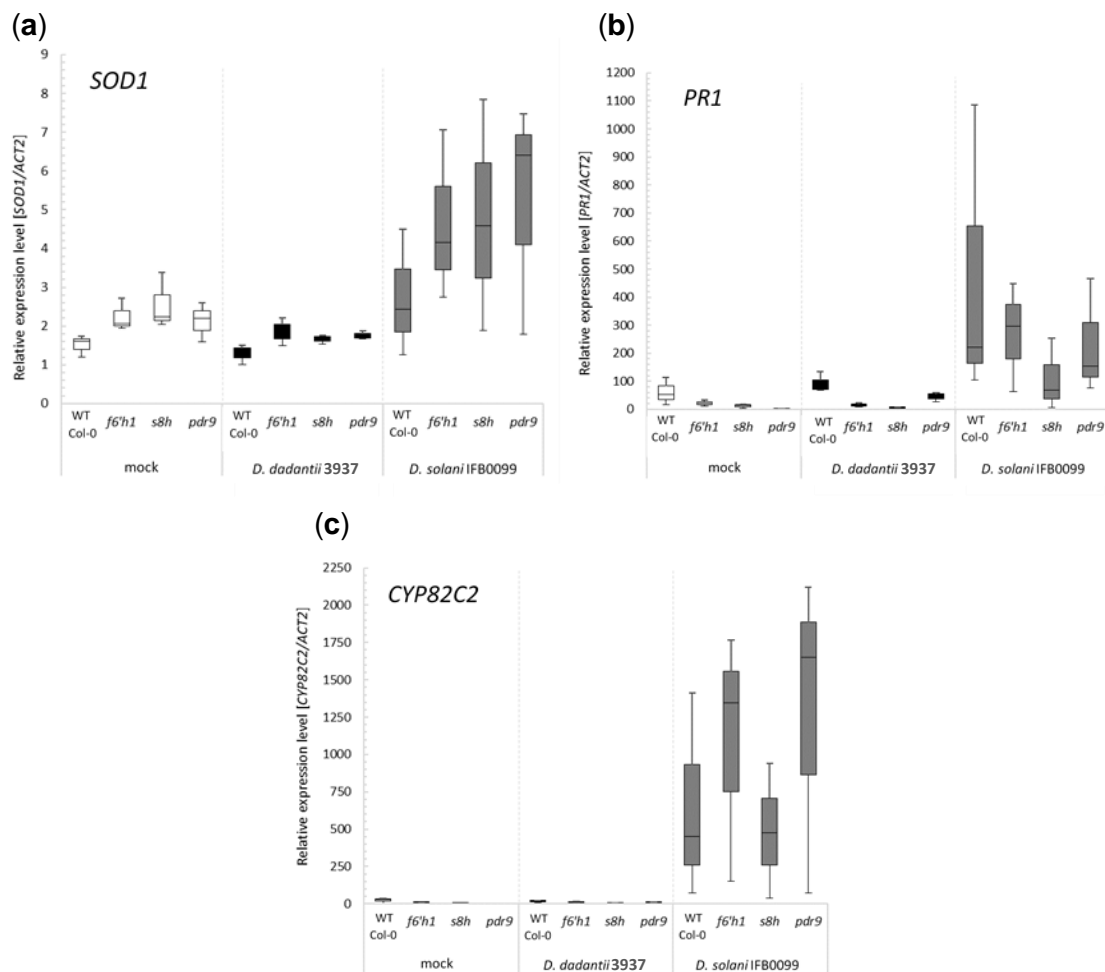 (a)
SOD1
Relative expression level [SOD1/ACT2]
9
8
7
6
5
4
3
2
1
0
WT Col-0 f6'h1 s8h pdr9 WT Col-0 f6'h1 s8h pdr9 WT Col-0 f6'h1 s8h pdr9
mock D. dadantii 3937 D. solani IFB0099
(b)
PR1
Relative expression level [PR1/ACT2]
1200
1100
1000
900
800
700
600
500
400
300
200
100
0
WT Col-0 f6'h1 s8h pdr9 WT Col-0 f6'h1 s8h pdr9 WT Col-0 f6'h1 s8h pdr9
mock D. dadantii 3937 D. solani IFB0099
(c)
CYP82C2
Relative expression level [CYP82C2/ACT2]
2250
2000
1750
1500
1250
1000
750
500
250
0
WT Col-0 f6'h1 s8h pdr9 WT Col-0 f6'h1 s8h pdr9 WT Col-0 f6'h1 s8h pdr9
mock D. dadantii 3937 D. solani IFB0099